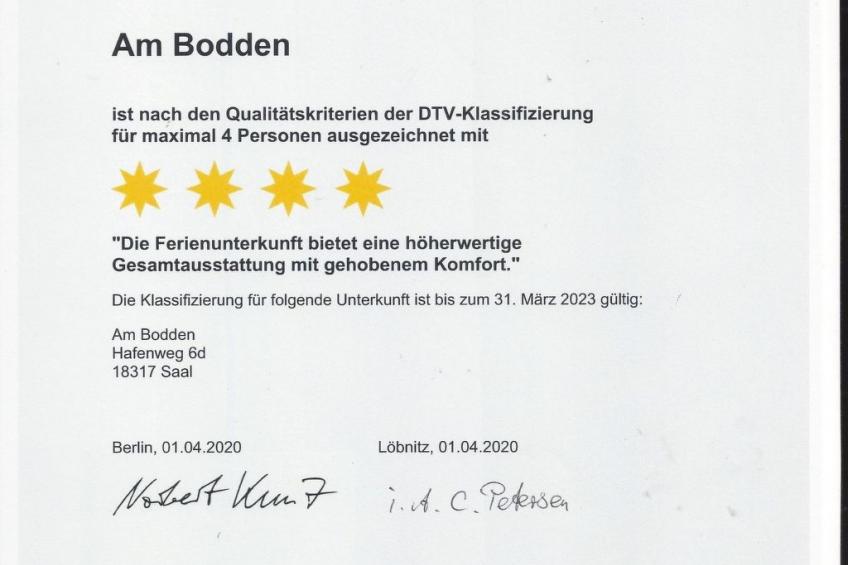 Am Bodden
ist nach den Qualitätskriterien der DTV-Klassifizierung
für maximal 4 Personen ausgezeichnet mit
"Die Ferienunterkunft bietet eine höherwertige
Gesamtausstattung mit gehobenem Komfort."
Die Klassifizierung für folgende Unterkunft ist bis zum 31. März 2023 gültig:
Am Bodden
Hafenweg 6d
18317 Saal
Berlin, 01.04.2020 Löbnitz, 01.04.2020
Norbert Kunz i. A. C. Petersen